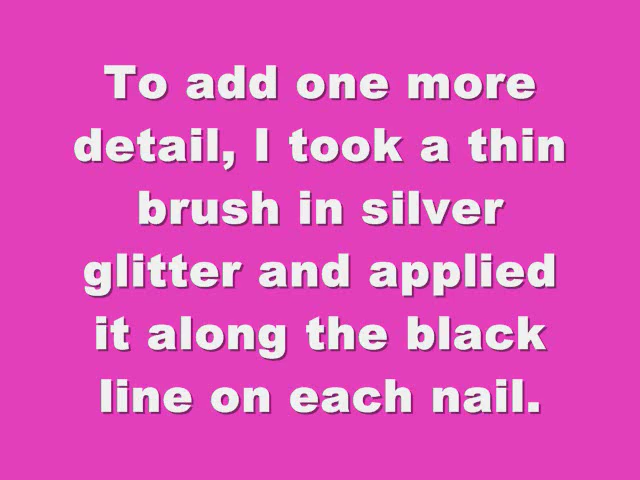 To add one more
detail, I took a thin
brush in silver
glitter and applied
it along the black
line on each nail.